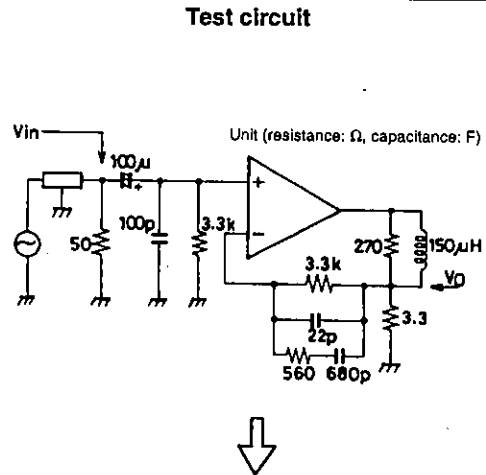 Test circuit
Unit (resistance: Ω, capacitance: F)
Vin
100μ
+
50
100p
3.3k
+
−
270
150μH
VO
3.3k
3.3
22p
560
680p